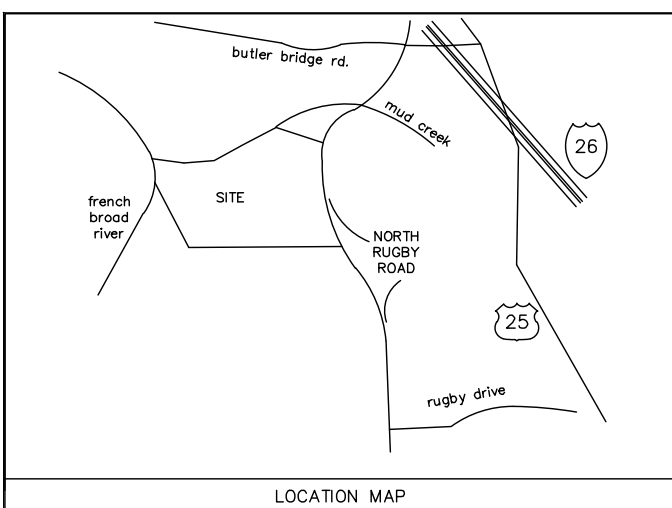 butler bridge rd.
mud creek
26
french
broad
river
SITE
NORTH
RUGBY
ROAD
25
rugby drive
LOCATION MAP